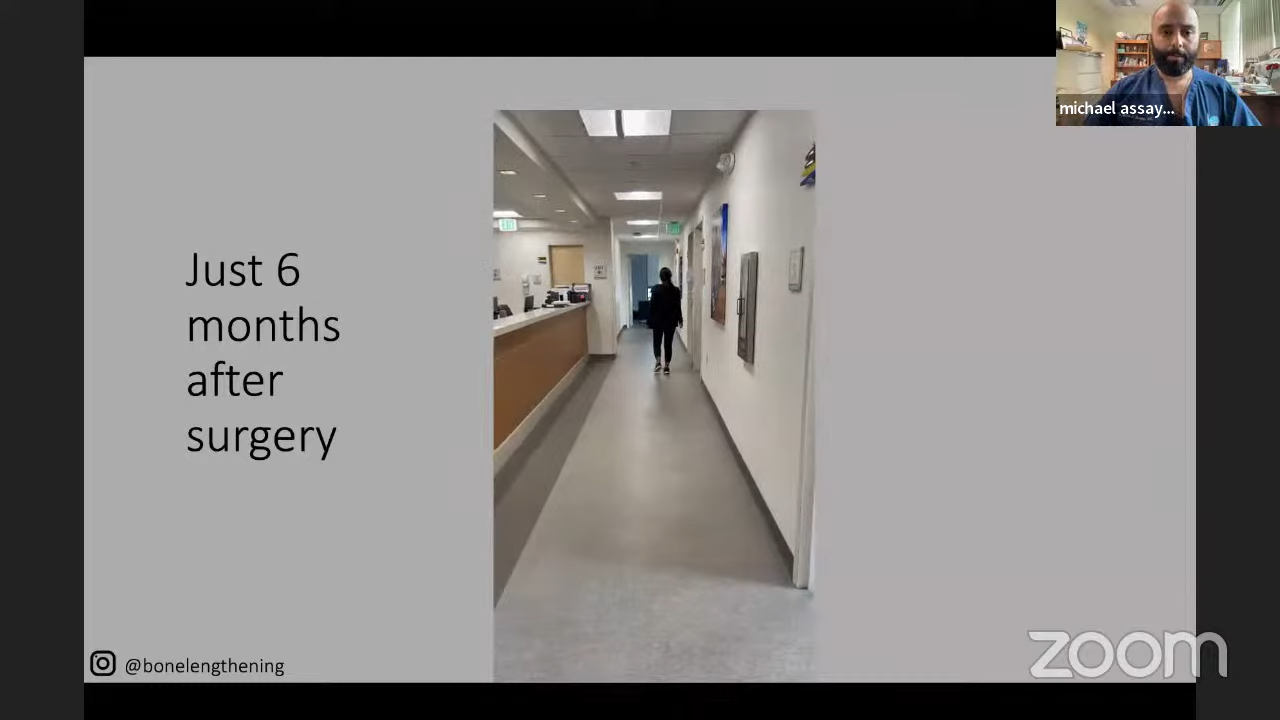 michael assay...
Just 6
months
after
surgery
@bonelengthening
zoom